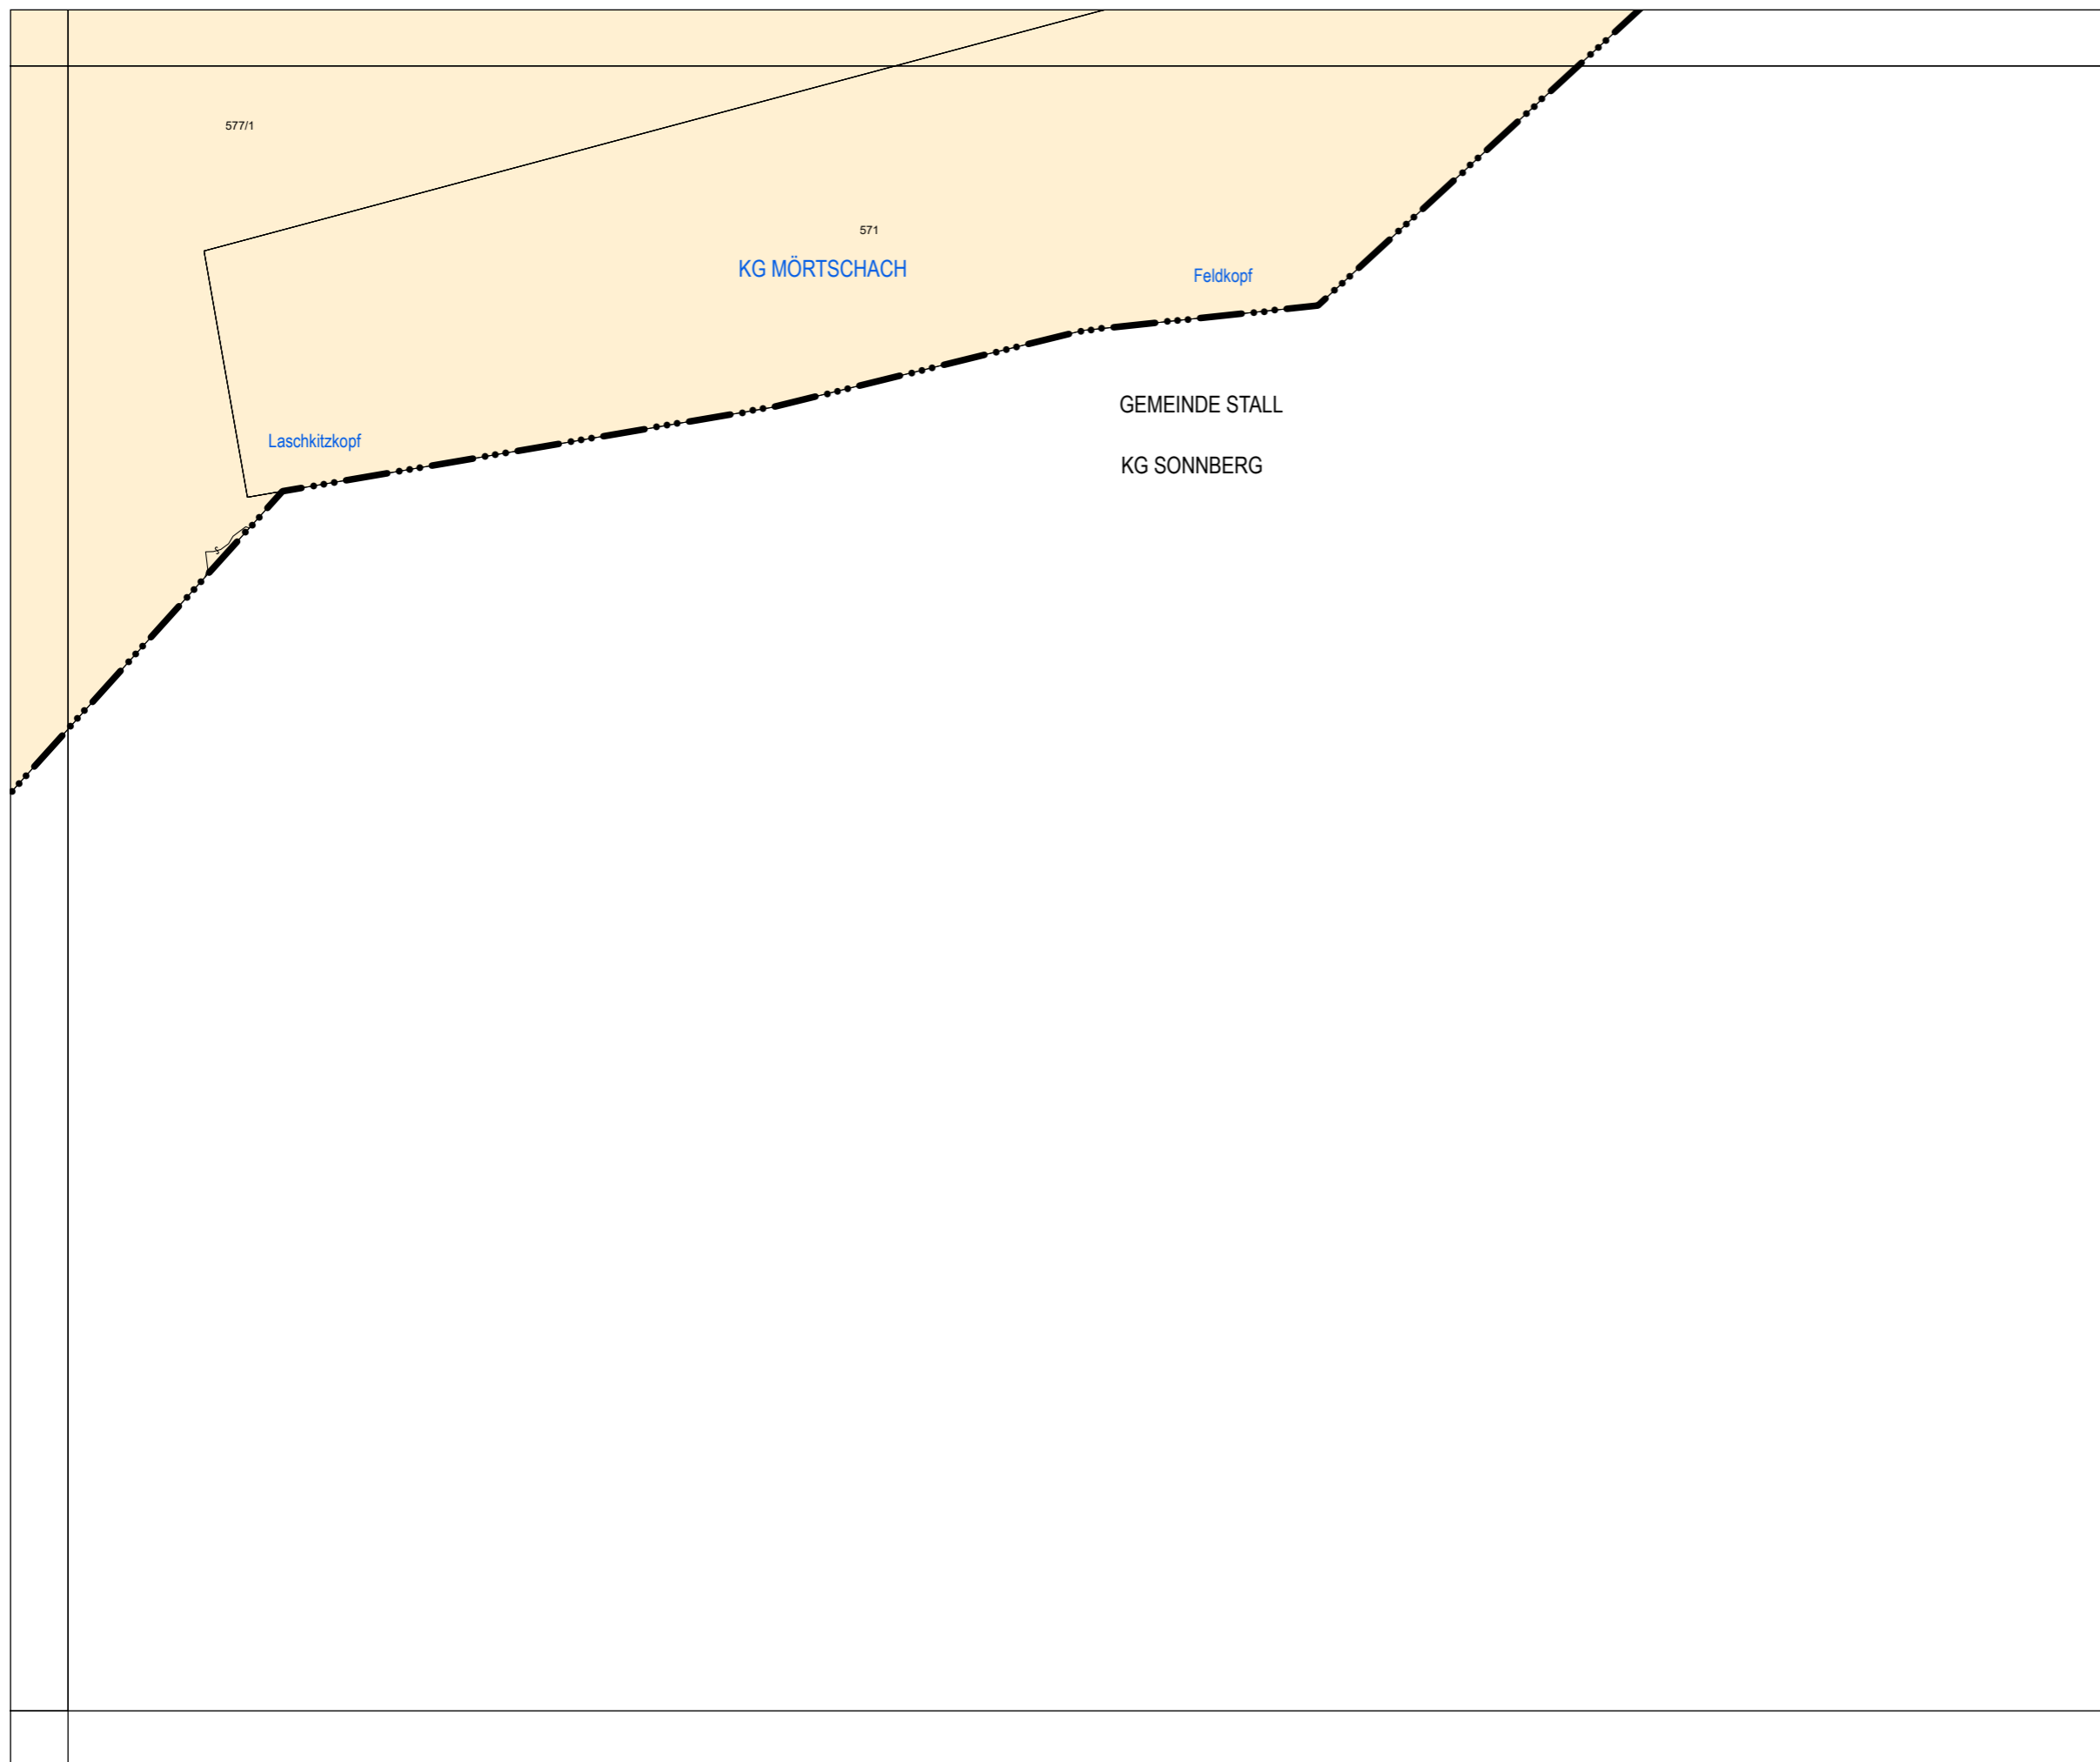 577/1
571
KG MÖRTSCHACH
Feldkopf
GEMEINDE STALL
Laschkitzkopf
KG SONNBERG